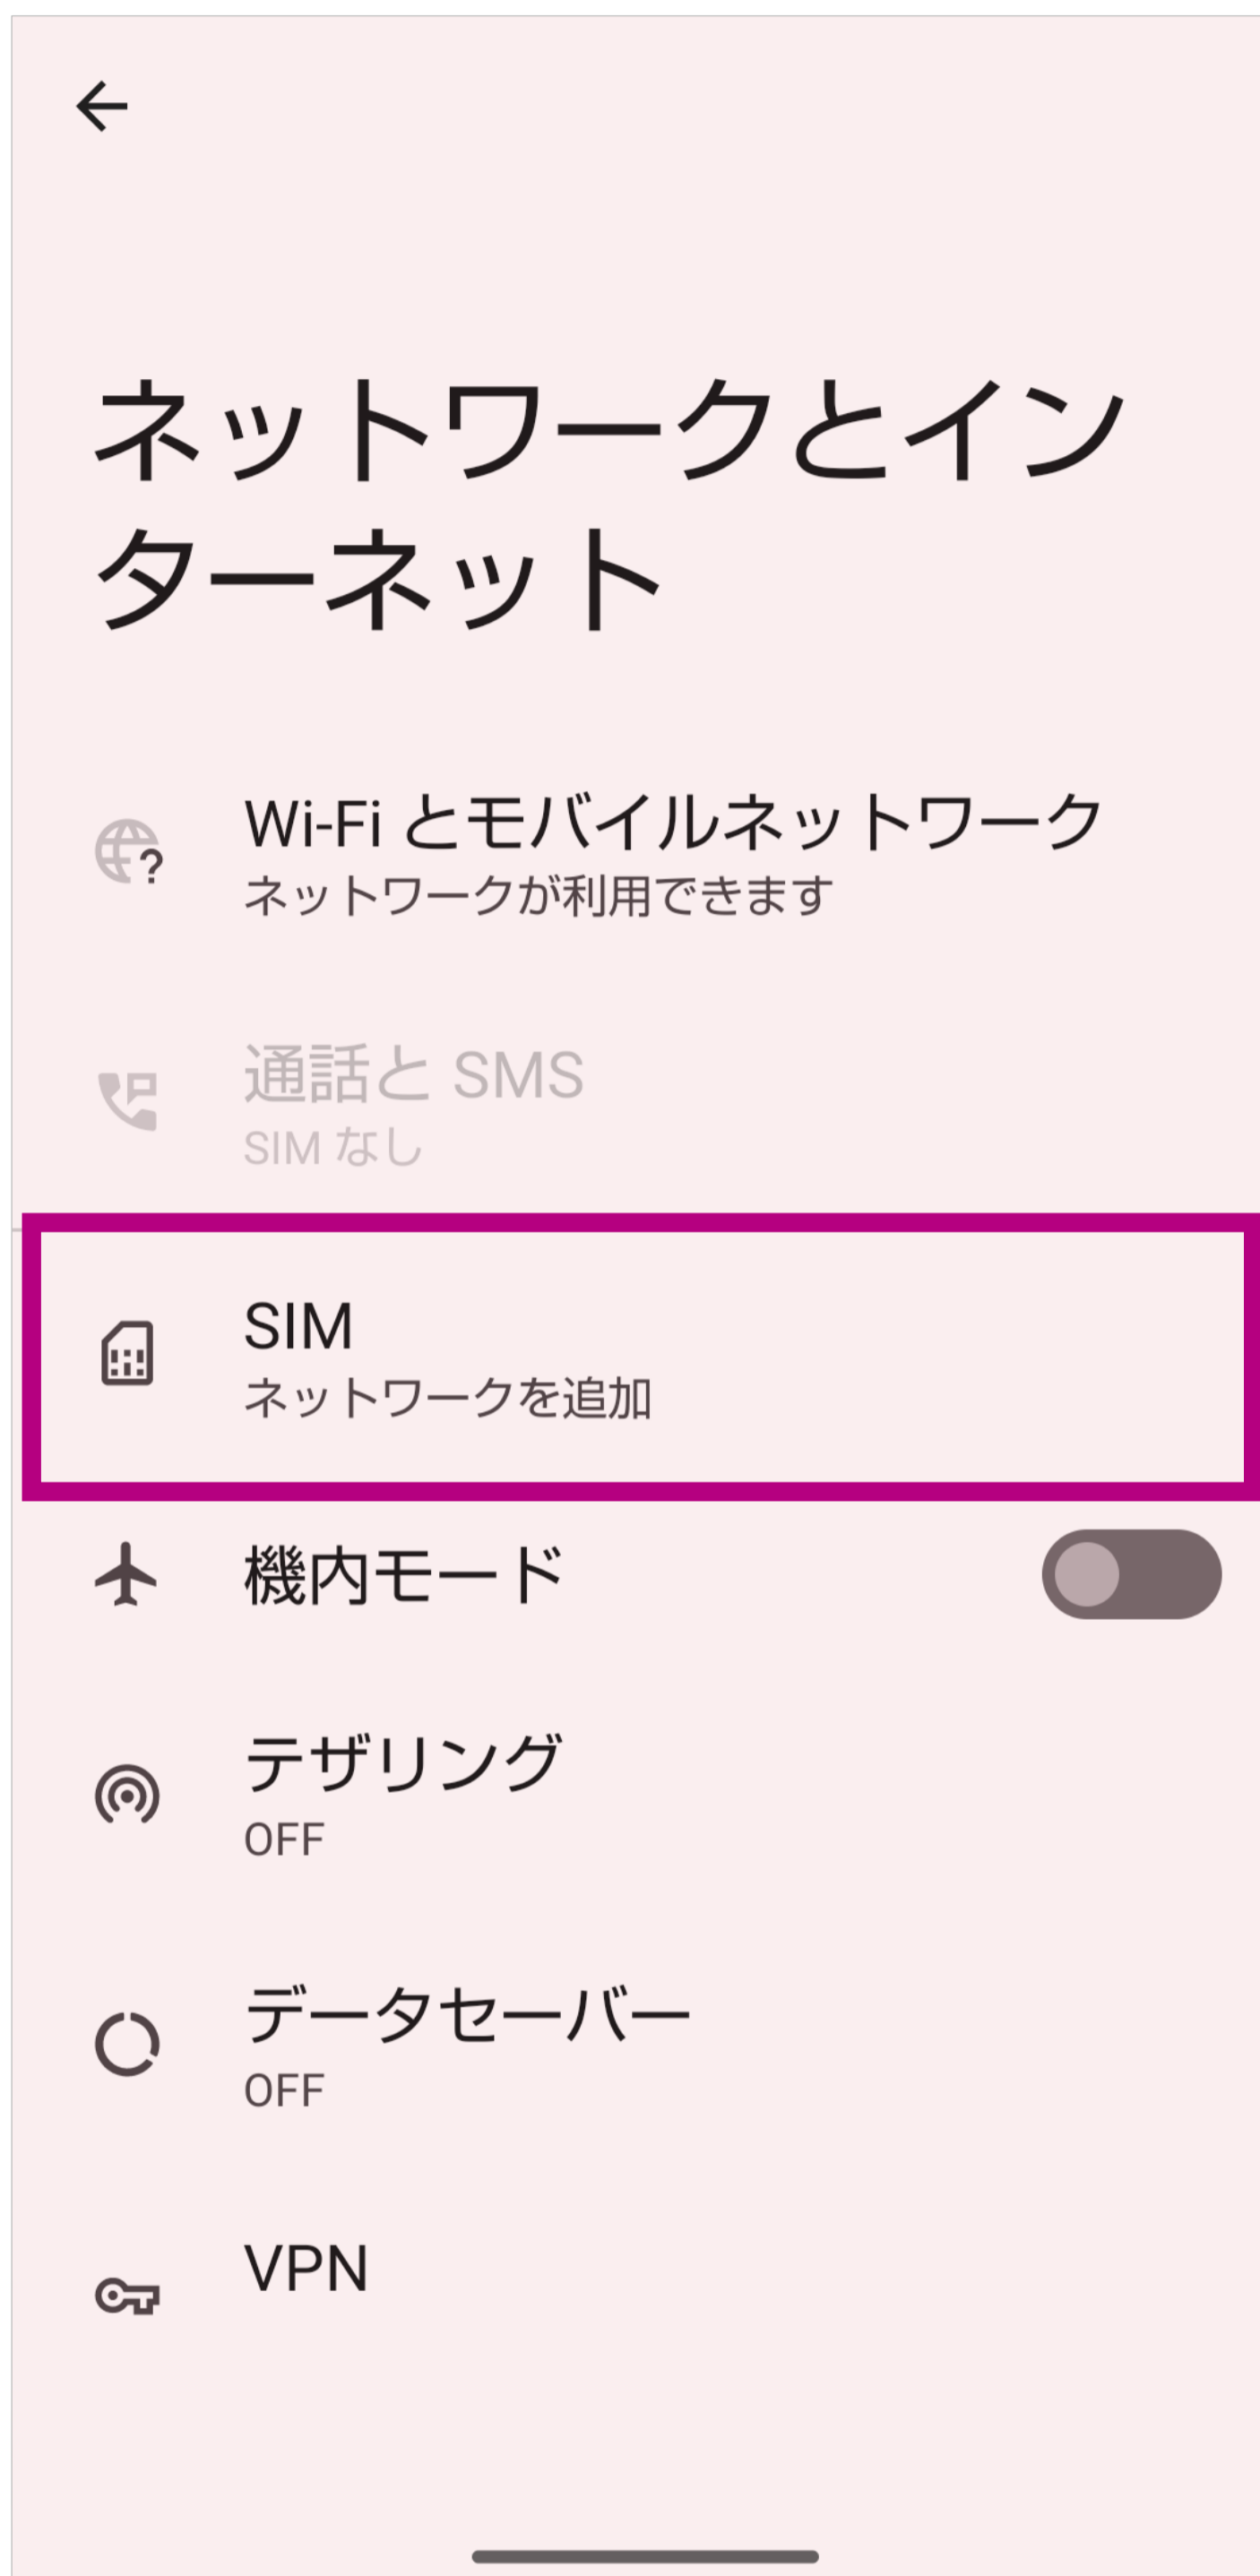 ネットワークとイン
ターネット
Wi-Fi とモバイルネットワーク
ネットワークが利用できます
通話と SMS
SIM なし
SIM
ネットワークを追加
機内モード
テザリング
OFF
データセーバー
OFF
VPN